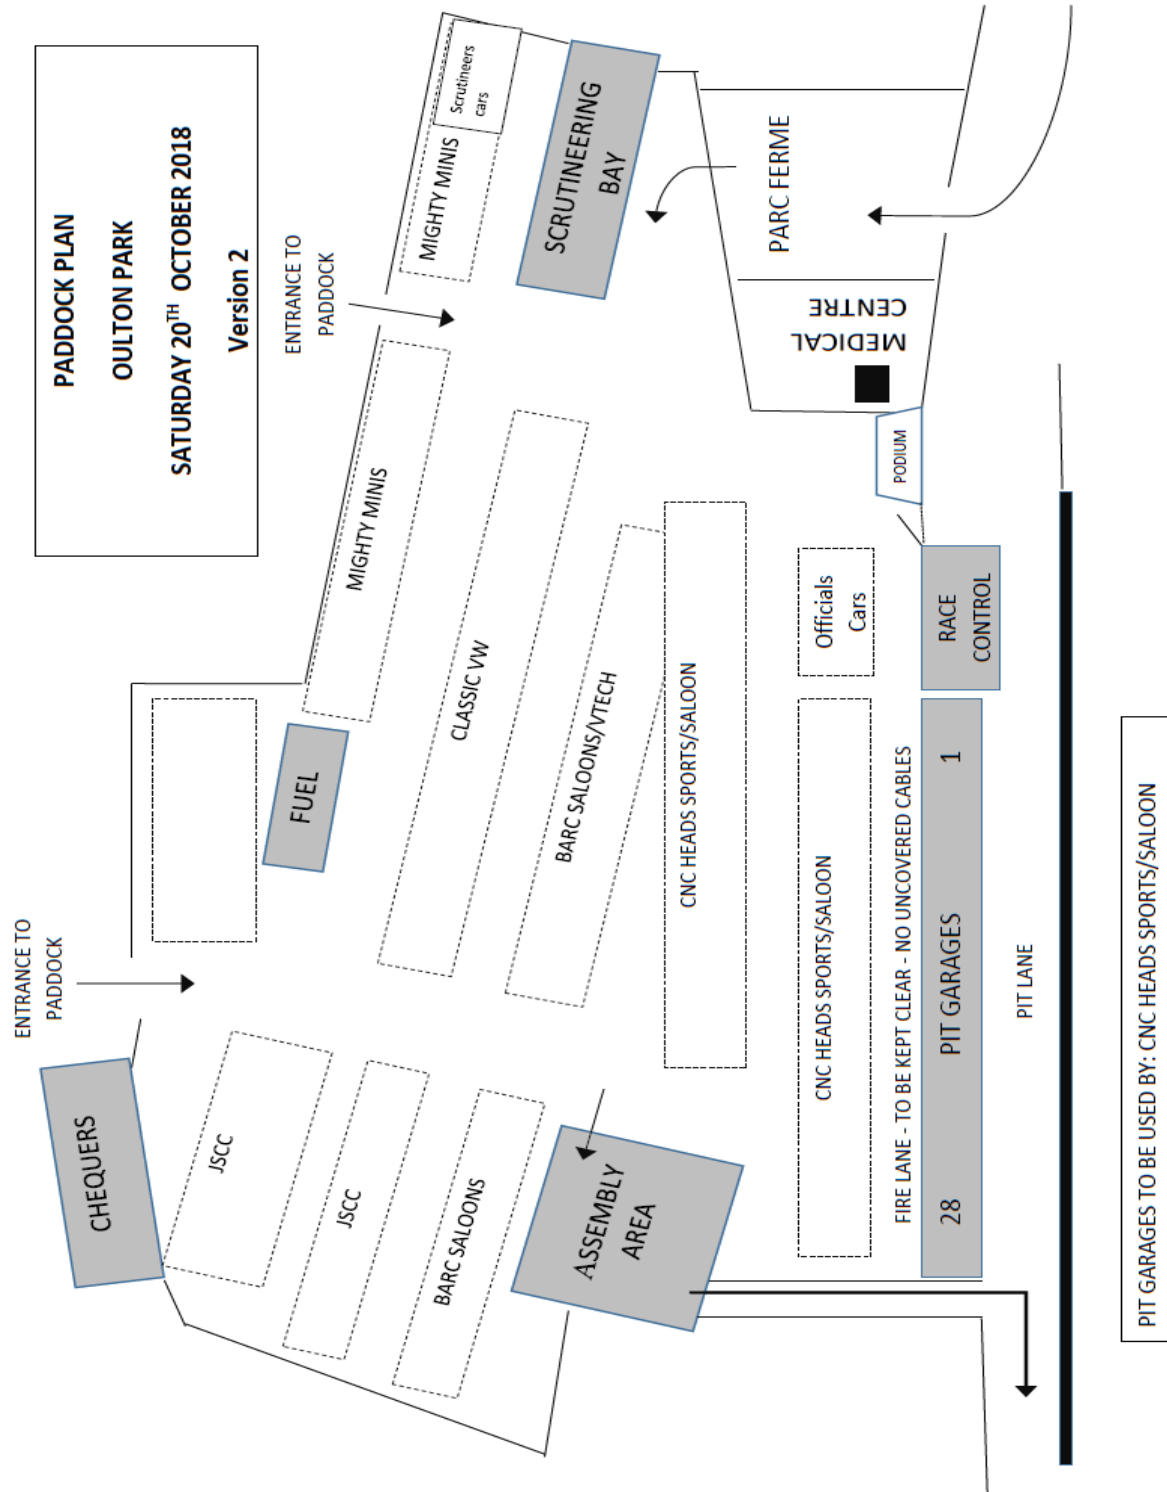 PADDOCK PLAN
OULTON PARK
SATURDAY 20TH OCTOBER 2018
Version 2
ENTRANCE TO
PADDOCK
ENTRANCE TO
PADDOCK
CHEQUERS
FUEL
MIGHTY MINIS
MIGHTY MINIS
Scrutineers
cars
SCRUTINEERING
BAY
JSCC
JSCC
BARC SALOONS
CLASSIC VW
BARC SALOONS/VTECH
CNC HEADS SPORTS/SALOON
ASSEMBLY
AREA
CNC HEADS SPORTS/SALOON
Officials
Cars
PARC FERME
MEDICAL
CENTRE
PODIUM
FIRE LANE - TO BE KEPT CLEAR - NO UNCOVERED CABLES
28 PIT GARAGES 1
RACE
CONTROL
PIT LANE
PIT GARAGES TO BE USED BY: CNC HEADS SPORTS/SALOON